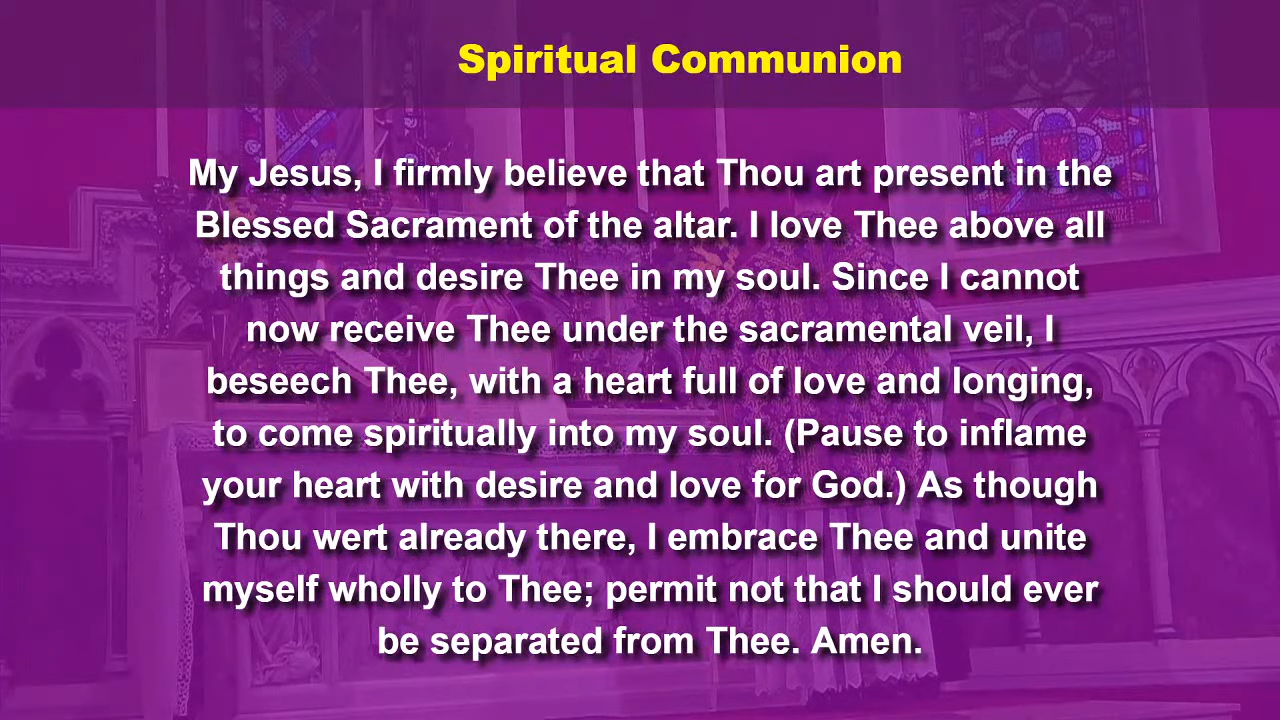 Spiritual Communion
My Jesus, I firmly believe that Thou art present in the
Blessed Sacrament of the altar. I love Thee above all
things and desire Thee in my soul. Since I cannot
now receive Thee under the sacramental veil, I
beseech Thee, with a heart full of love and longing,
to come spiritually into my soul. (Pause to inflame
your heart with desire and love for God.) As though
Thou wert already there, I embrace Thee and unite
myself wholly to Thee; permit not that I should ever
be separated from Thee. Amen.